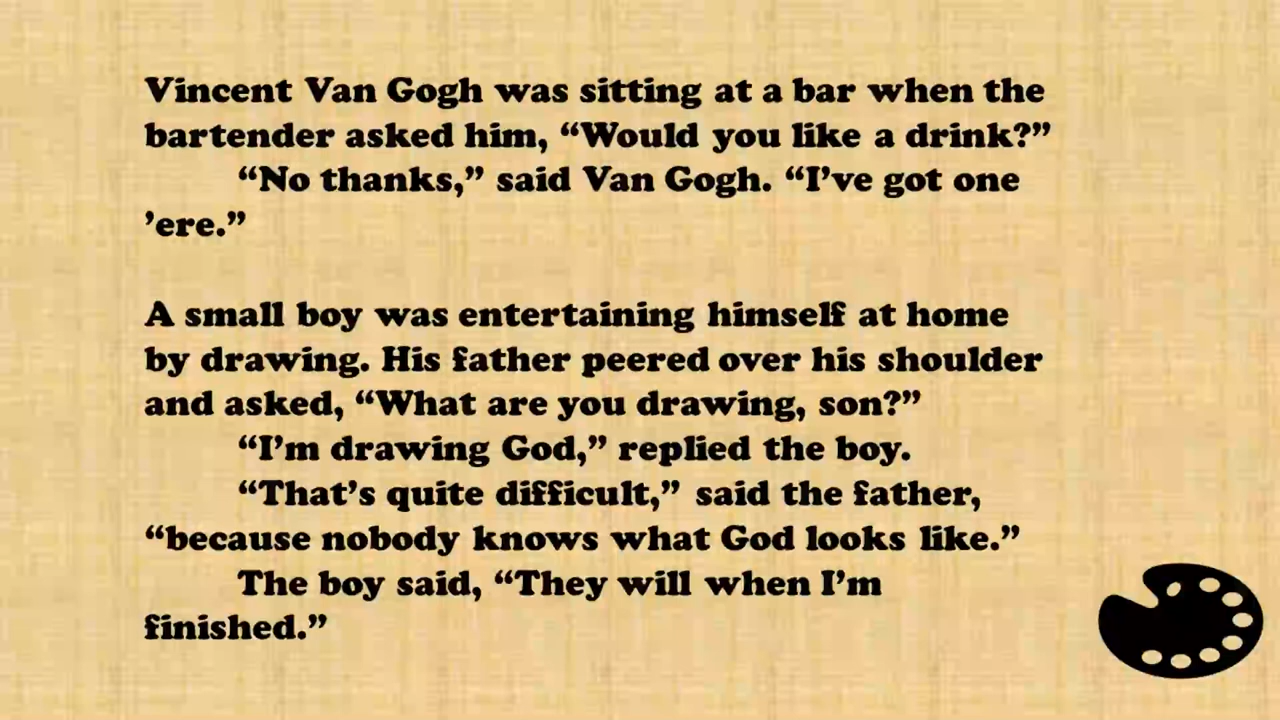 Vincent Van Gogh was sitting at a bar when the
bartender asked him, “Would you like a drink?”
“No thanks,” said Van Gogh. “I’ve got one
’ere.”
A small boy was entertaining himself at home
by drawing. His father peered over his shoulder
and asked, “What are you drawing, son?”
“I’m drawing God,” replied the boy.
“That’s quite difficult,” said the father,
“because nobody knows what God looks like.”
The boy said, “They will when I’m
finished.”